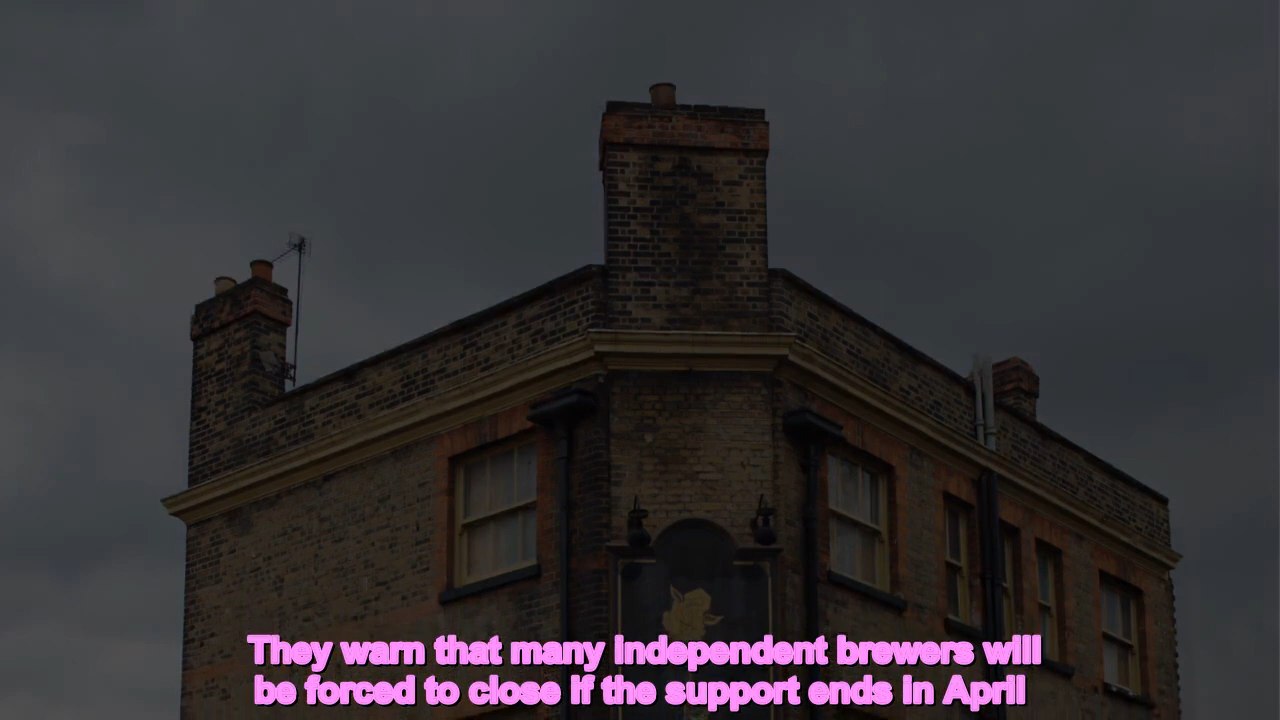 They warn that many independent brewers will
be forced to close if the support ends in April